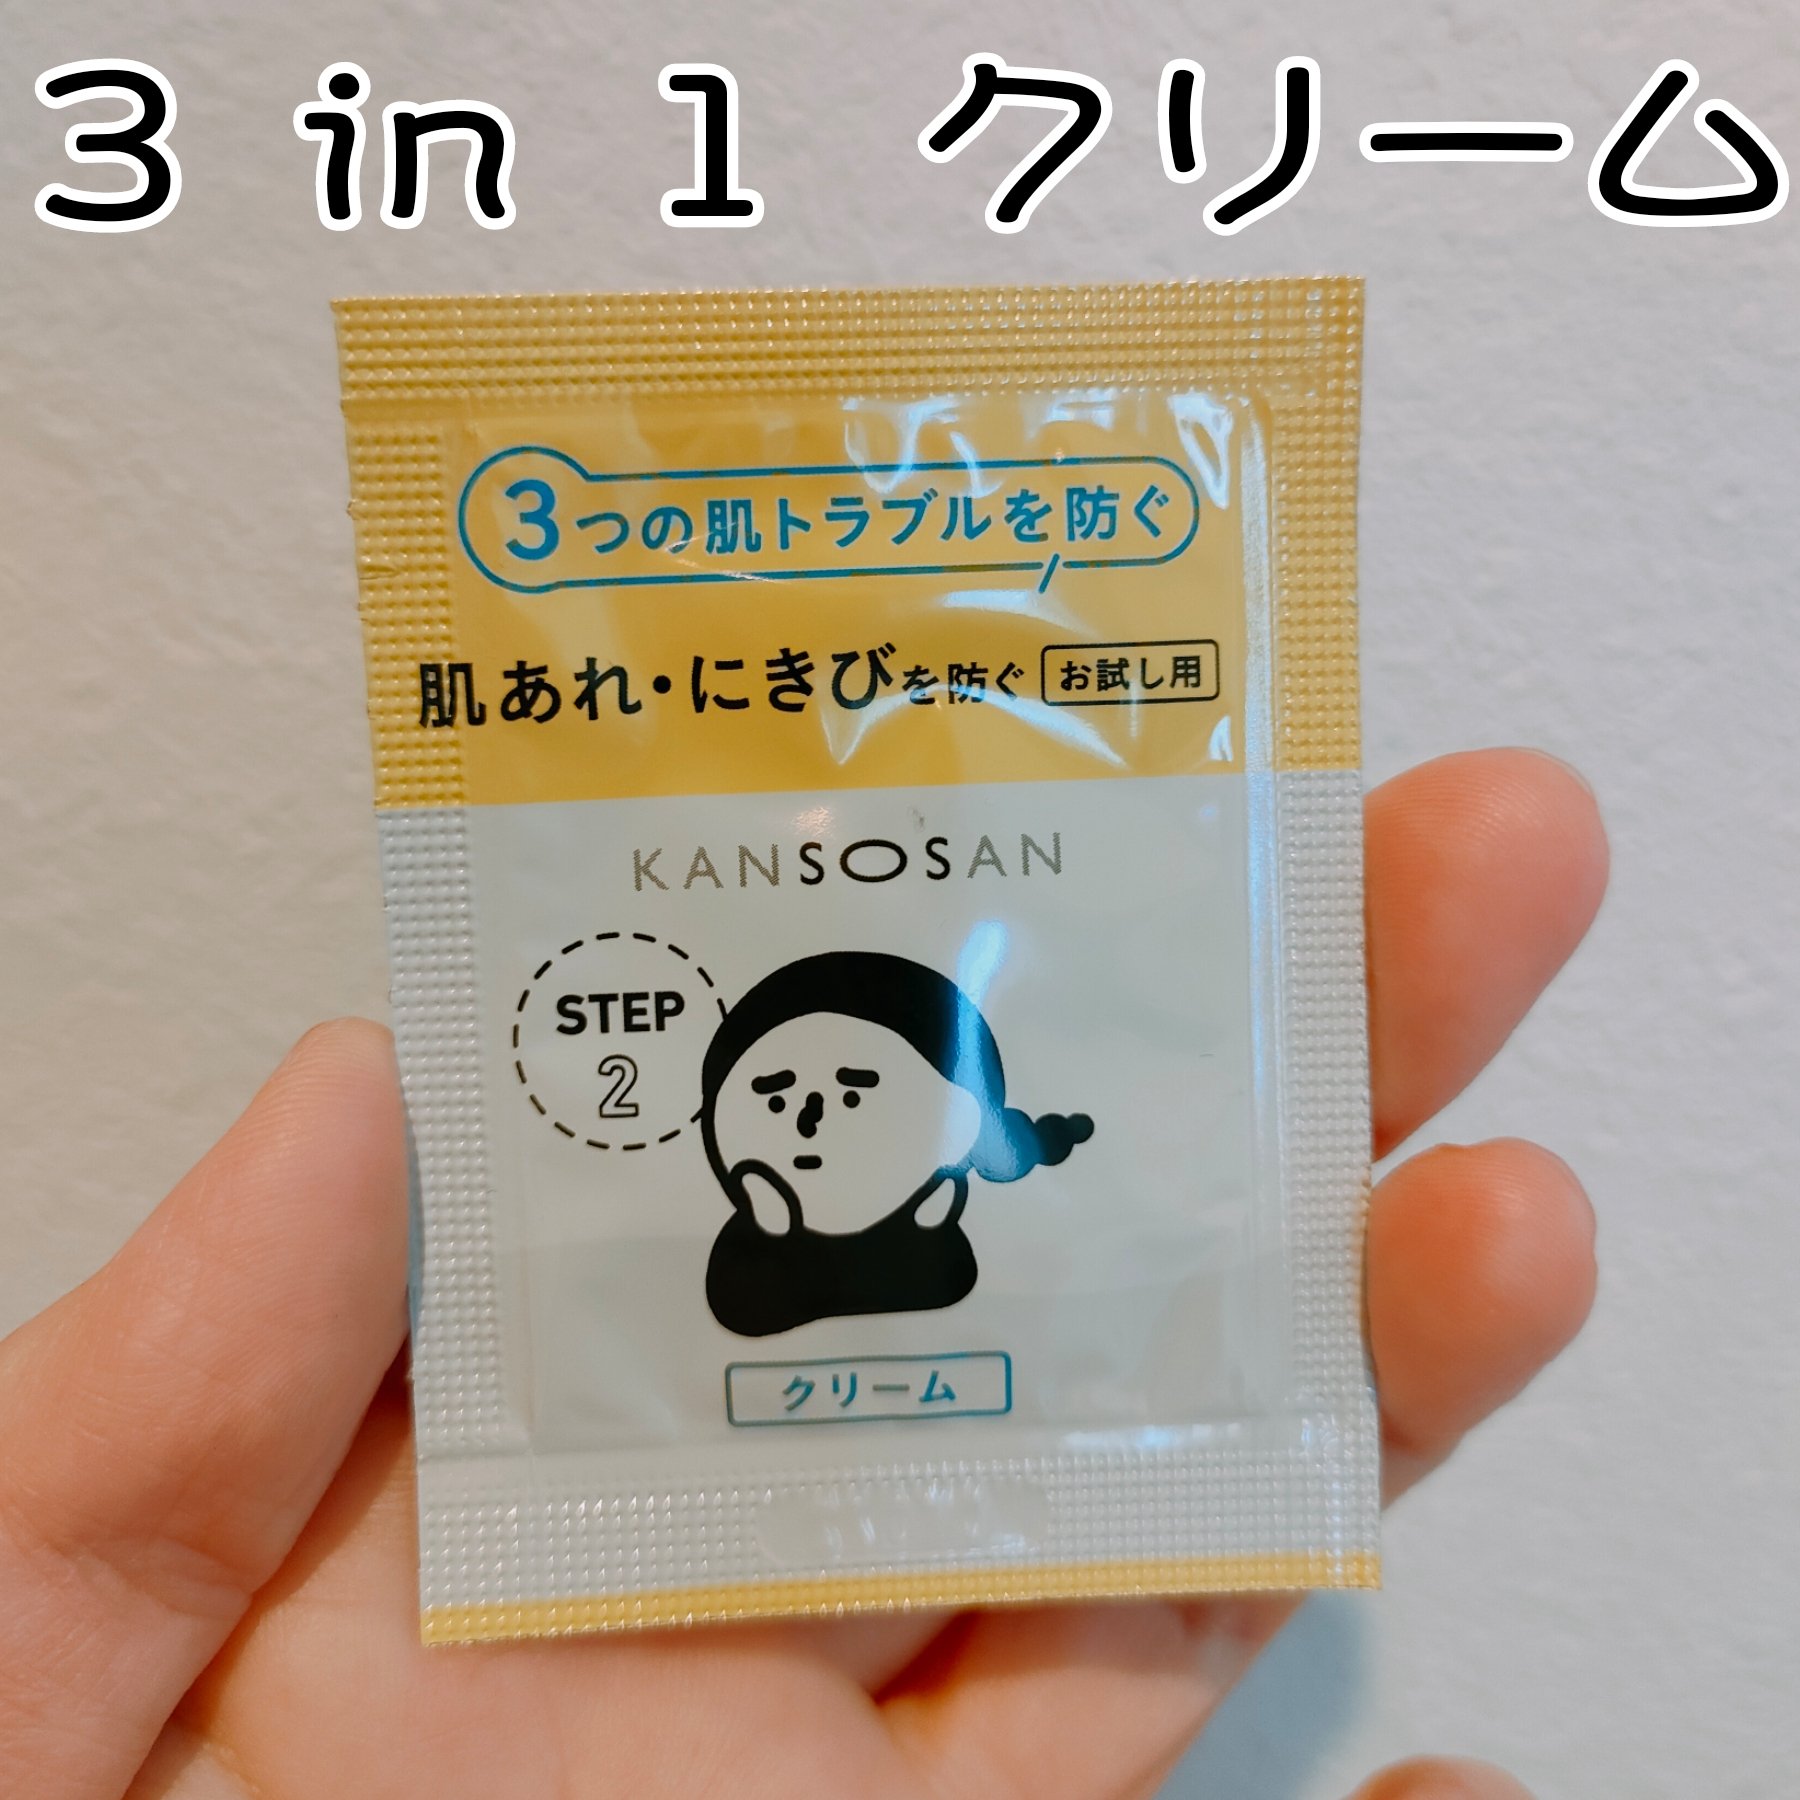 3 in 1 クリーム
3つの肌トラブルを防ぐ
肌あれ・にきびを防ぐ お試し用
KANSOSAN
STEP
2
クリーム